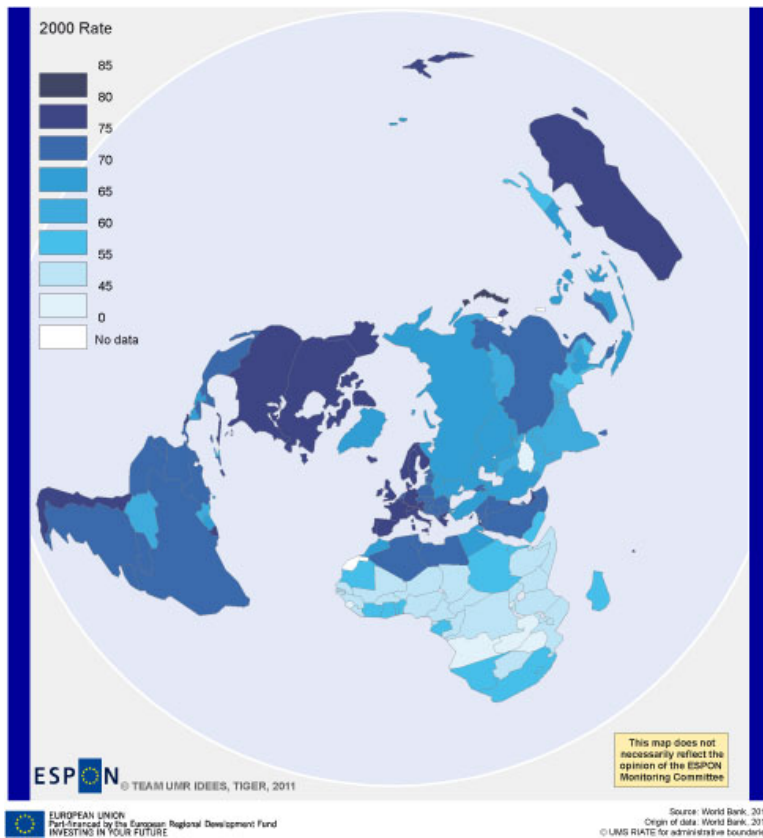 2000 Rate
85
80
75
70
65
60
55
45
0
No data
ESPON
© TEAM UMR IDEES, TIGER, 2011
This map does not
necessarily reflect the
opinion of the ESPON
Monitoring Committee
EUROPEAN UNION
Part-financed by the European Regional Development Fund
INVESTING IN YOUR FUTURE
Source: World Bank,
Origin of data: World Bank,
© UMS RIATE for administrative